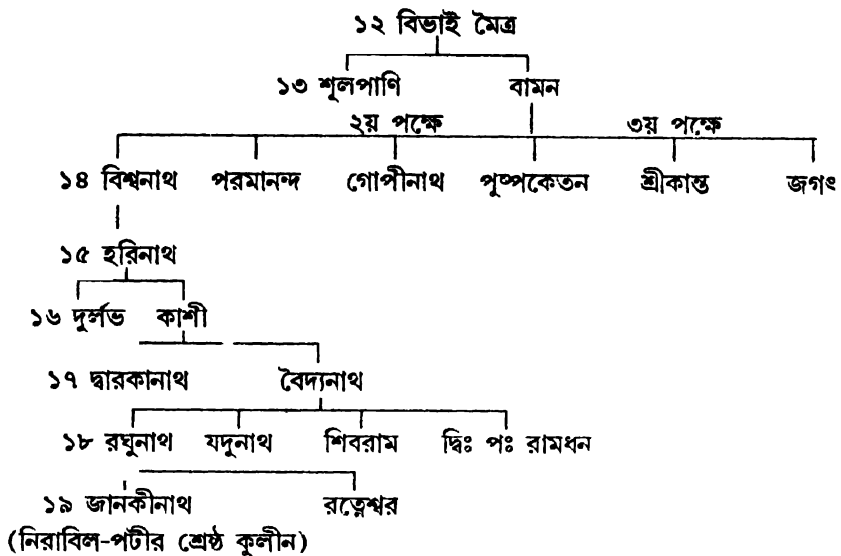 ১২ বিভাই মৈত্র
১৩ শূলপাণি বামন
২য় পক্ষে ৩য় পক্ষে
১৪ বিশ্বনাথ পরমানন্দ গোপীনাথ পুষ্পকেতন শ্রীকান্ত জগৎ
১৫ হরিনাথ
১৬ দুর্লভ কাশী
১৭ দ্বারকানাথ বৈদ্যনাথ
১৮ রঘুনাথ যদুনাথ শিবরাম দ্বিঃ পঃ রামধন
১৯ জানকীনাথ রত্নেশ্বর
(নিরাবিল-পটীর শ্রেষ্ঠ কুলীন)